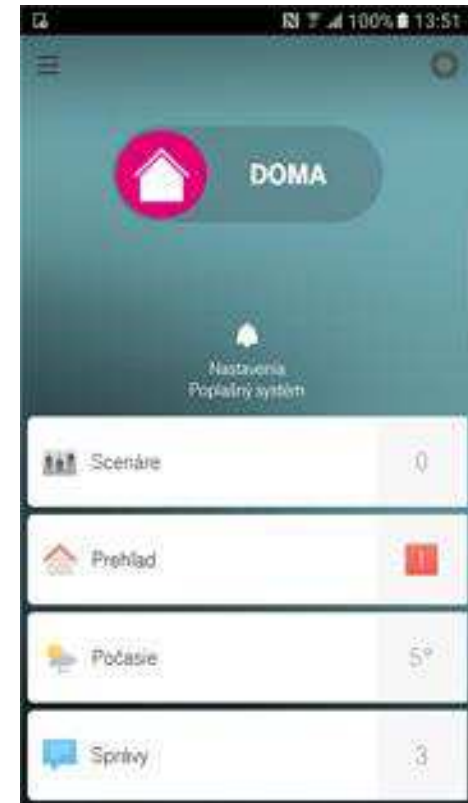 100% 13:51
DOMA
Nastavenia
Poplašný systém
Scenáre 0
Prehlad !
Počasie 5°
Správy 3